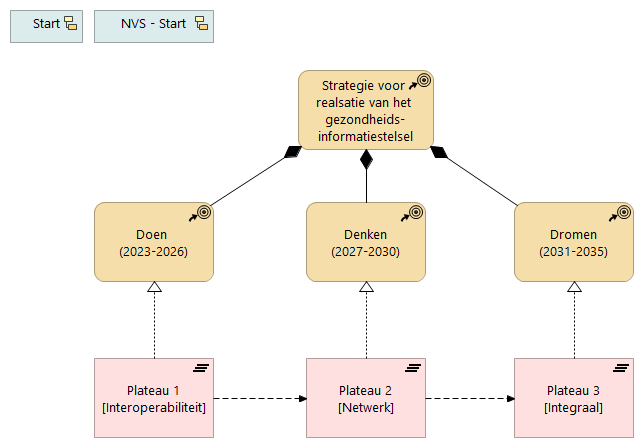 Start
NVS - Start
Strategie voor
realsatie van het
gezondheids-
informatiestelsel
Doen
(2023-2026)
Denken
(2027-2030)
Dromen
(2031-2035)
Plateau 1
[Interoperabiliteit]
Plateau 2
[Netwerk]
Plateau 3
[Integraal]